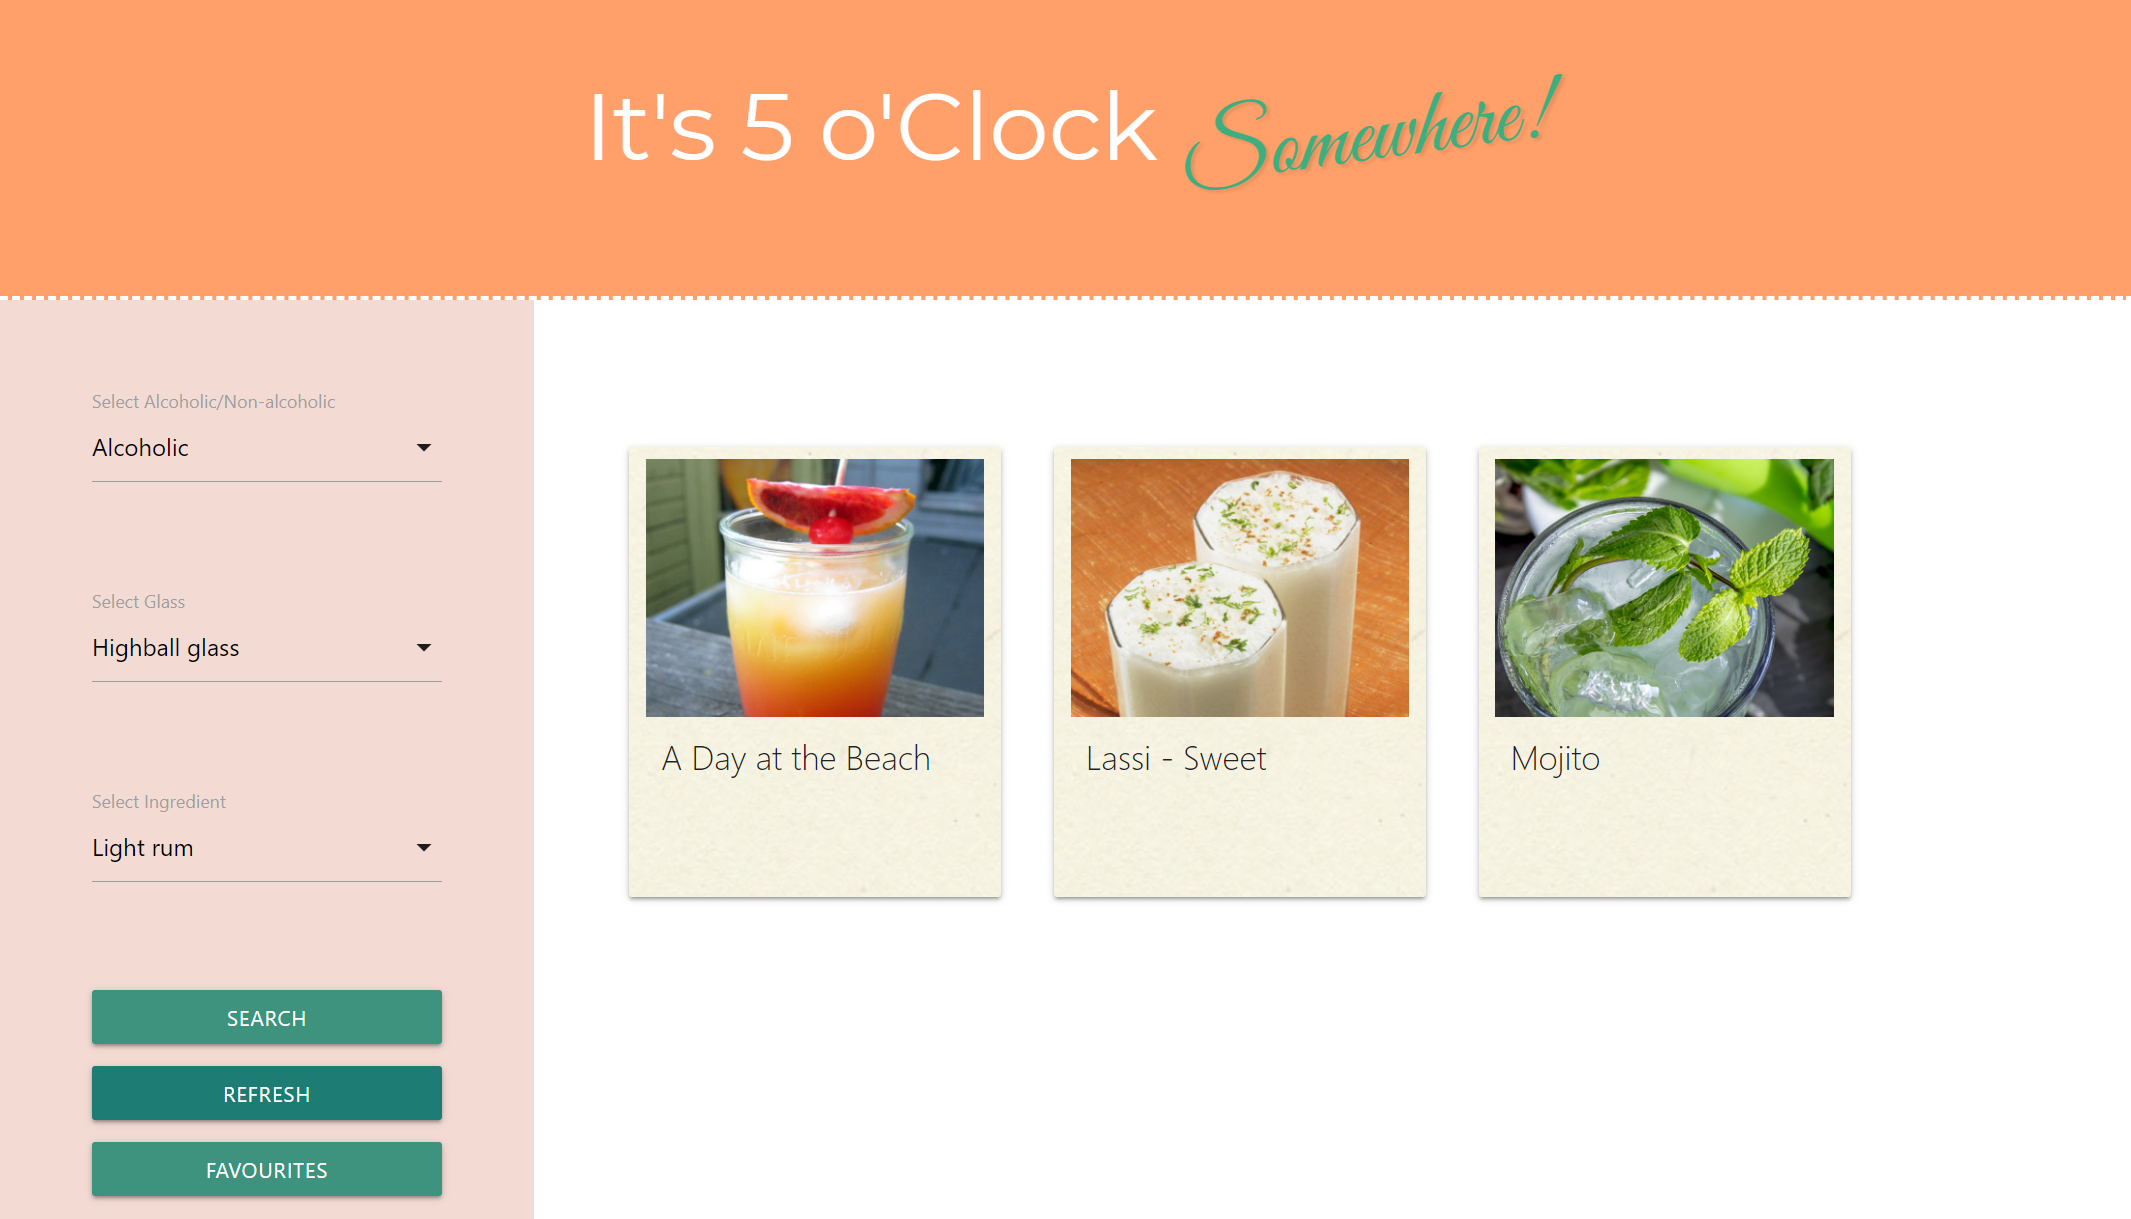 It's 5 o'Clock Somewhere!
Select Alcoholic/Non-alcoholic
Alcoholic
Select Glass
Highball glass
Select Ingredient
Light rum
SEARCH
REFRESH
FAVOURITES
A Day at the Beach
Lassi - Sweet
Mojito